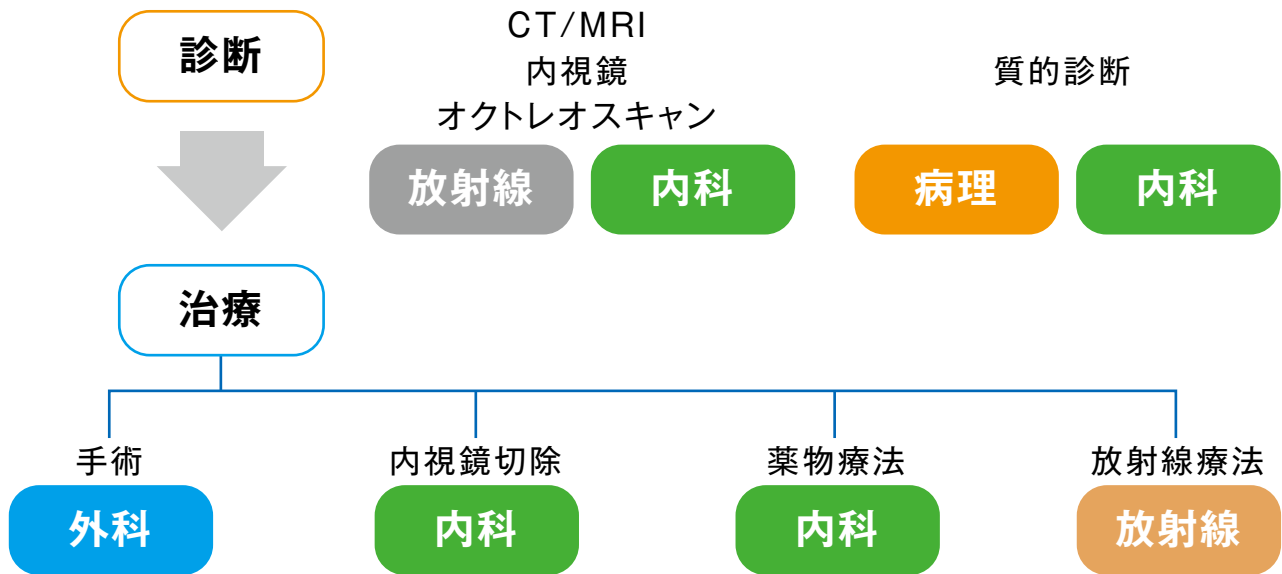 診断
CT/MRI
内視鏡
オクトレオスキャン
質的診断
放射線
内科
病理
内科
治療
手術
内視鏡切除
薬物療法
放射線療法
外科
内科
内科
放射線